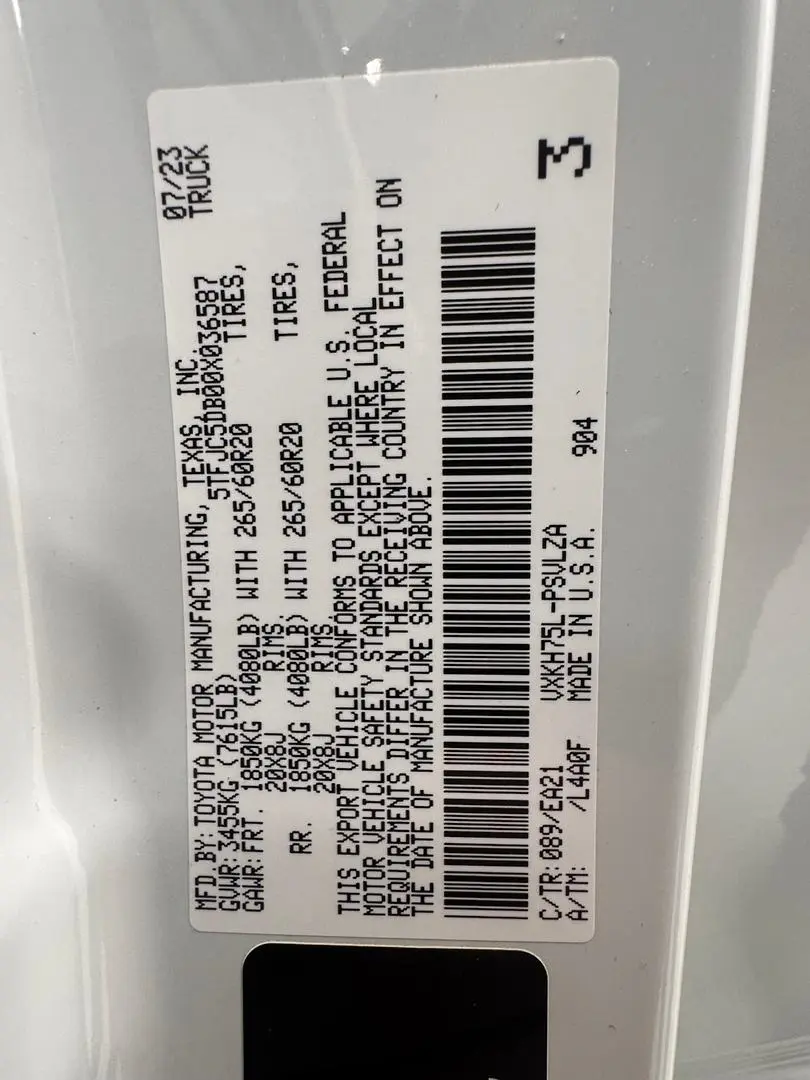 MFD BY: TOYOTA MOTOR MANUFACTURING, TEXAS, INC. 07/23
GVWR: 3455KG (7615LB) 5TFJC5DB00X036587 TRUCK
GAWR: FRT. 1850KG (4080LB) WITH 265/60R20 TIRES,
20X8J RIMS.
RR. 1850KG (4080LB) WITH 265/60R20 TIRES,
20X8J RIMS.
THIS EXPORT VEHICLE CONFORMS TO APPLICABLE U.S. FEDERAL
MOTOR VEHICLE SAFETY STANDARDS EXCEPT WHERE LOCAL
REQUIREMENTS DIFFER IN THE RECEIVING COUNTRY IN EFFECT ON
THE DATE OF MANUFACTURE SHOWN ABOVE.
C/TR: 089/EA21 VXKH75L-PSVLZA
A/TM: /L4A0F MADE IN U.S.A. 904
3